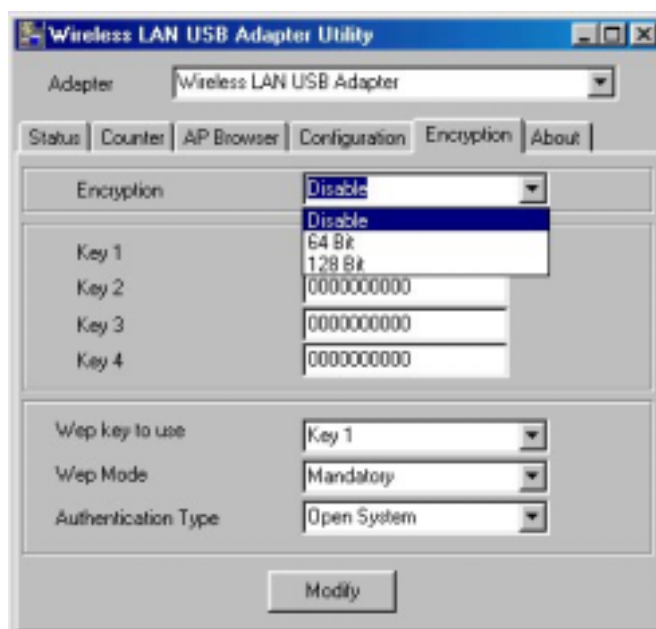 Wireless LAN USB Adapter Utility
Adapter Wireless LAN USB Adapter
Status Counter AP Browser Configuration Encryption About
Encryption Disable
Disable
64 Bit
128 Bit
Key 1
Key 2 0000000000
Key 3 0000000000
Key 4 0000000000
Wep key to use Key 1
Wep Mode Mandatory
Authentication Type Open System
Modify